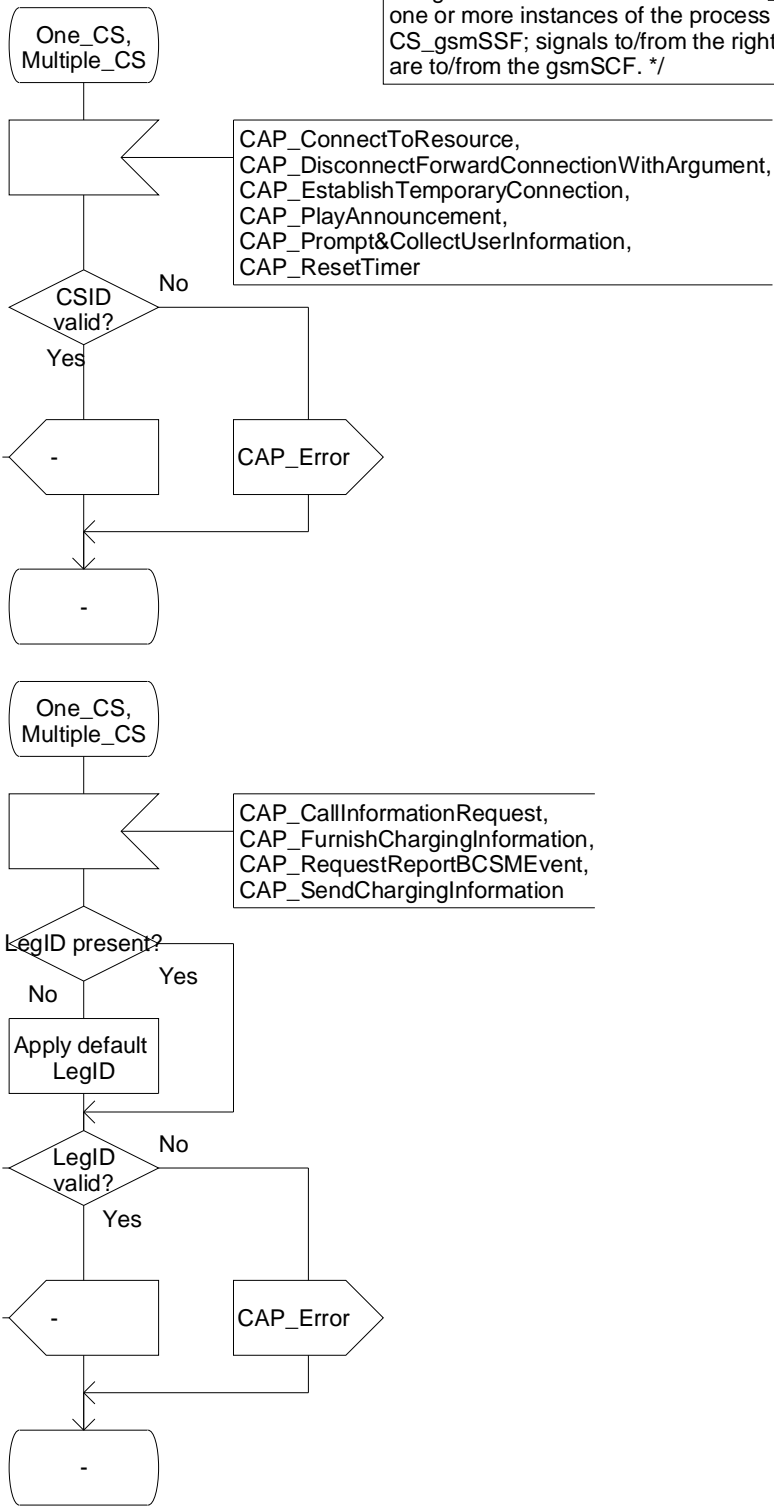 one or more instances of the process
CS_gsmSSF; signals to/from the right
are to/from the gsmSCF. */
One_CS,
Multiple_CS
CAP_ConnectToResource,
CAP_DisconnectForwardConnectionWithArgument,
CAP_EstablishTemporaryConnection,
CAP_PlayAnnouncement,
CAP_Prompt&CollectUserInformation,
CAP_ResetTimer
CSID
valid?
No
Yes
-
CAP_Error
-
One_CS,
Multiple_CS
CAP_CallInformationRequest,
CAP_FurnishChargingInformation,
CAP_RequestReportBCSMEvent,
CAP_SendChargingInformation
LegID present?
Yes
No
Apply default
LegID
LegID
valid?
No
Yes
-
CAP_Error
-